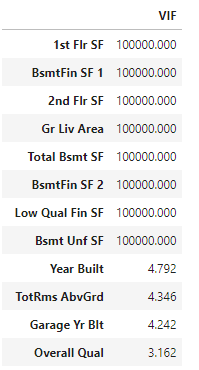 VIF
1st Flr SF 100000.000
BsmtFin SF 1 100000.000
2nd Flr SF 100000.000
Gr Liv Area 100000.000
Total Bsmt SF 100000.000
BsmtFin SF 2 100000.000
Low Qual Fin SF 100000.000
Bsmt Unf SF 100000.000
Year Built 4.792
TotRms AbvGrd 4.346
Garage Yr Blt 4.242
Overall Qual 3.162